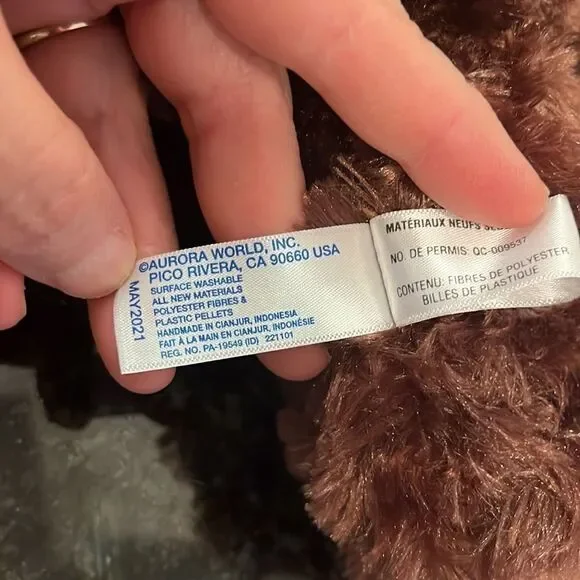 ©AURORA WORLD, INC.
PICO RIVERA, CA 90660 USA
SURFACE WASHABLE
ALL NEW MATERIALS
POLYESTER FIBRES &
PLASTIC PELLETS
HANDMADE IN CIANJUR, INDONESIA
FAIT À LA MAIN EN CIANJUR, INDONÉSIE
REG. NO. PA-19549 (ID) 221101
MAY2021
MATÉRIAUX NEUFS
NO. DE PERMIS: QC-009537
CONTENU: FIBRES DE POLYESTER
BILLES DE PLASTIQUE